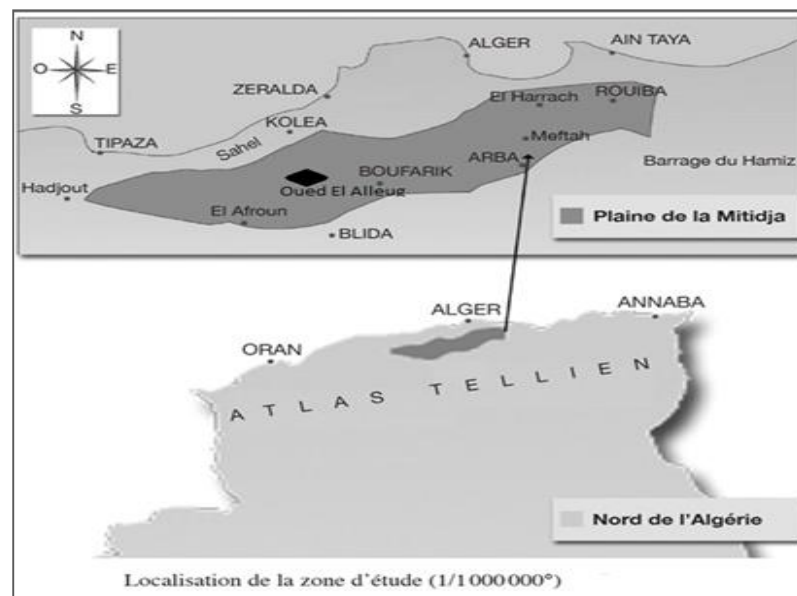 N
O E
S
ALGER
AIN TAYA
ZERALDA
El Harrach
ROUIBA
KOLEA
TIPAZA
Sahel
Meftah
ARBA
Barrage du Hamiz
BOUFARIK
Oued El Alleug
Hadjout
El Afroun
Plaine de la Mitidja
BLIDA
ALGER
ANNABA
ORAN
ATLAS TELLIEN
Nord de l'Algérie
Localisation de la zone d'étude (1/1000000°)